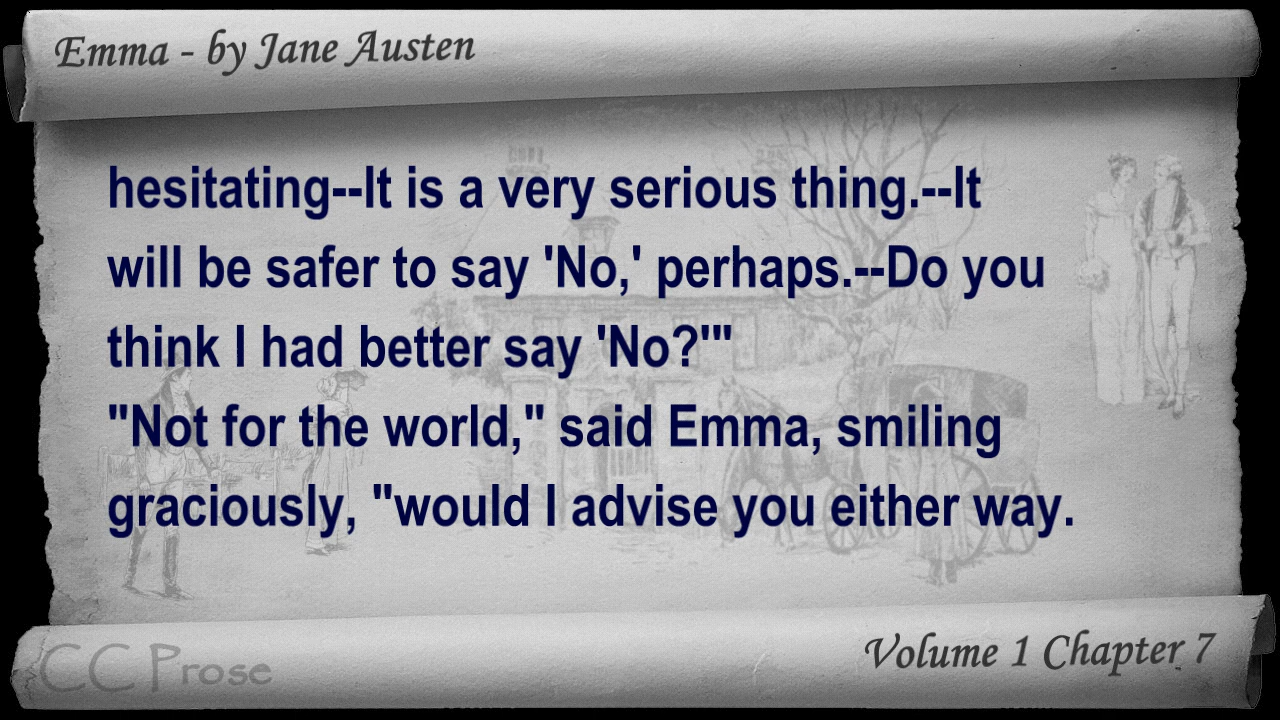 Emma - by Jane Austen
hesitating--It is a very serious thing.--It
will be safer to say 'No,' perhaps.--Do you
think I had better say 'No?'"
"Not for the world," said Emma, smiling
graciously, "would I advise you either way.
CC Prose
Volume 1 Chapter 7